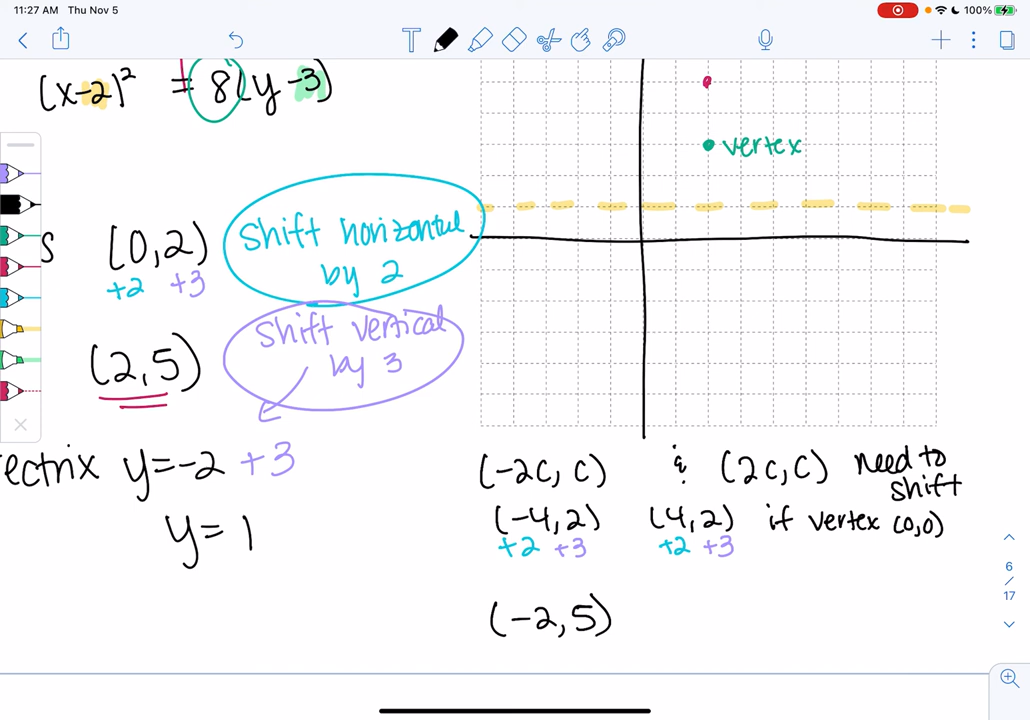 11:27 AM Thu Nov 5
100%
T
(x-2)² = 8(y-3)
vertex
s (0,2)
+2 +3
Shift horizontal
by 2
Shift vertical
by 3
(2,5)
ectrix y=-2 +3
y= 1
(-2c, c) & (2c, c) need to
shift
(-4,2) (4,2) if vertex (0,0)
+2 +3 +2 +3
(-2,5)
6
/
17